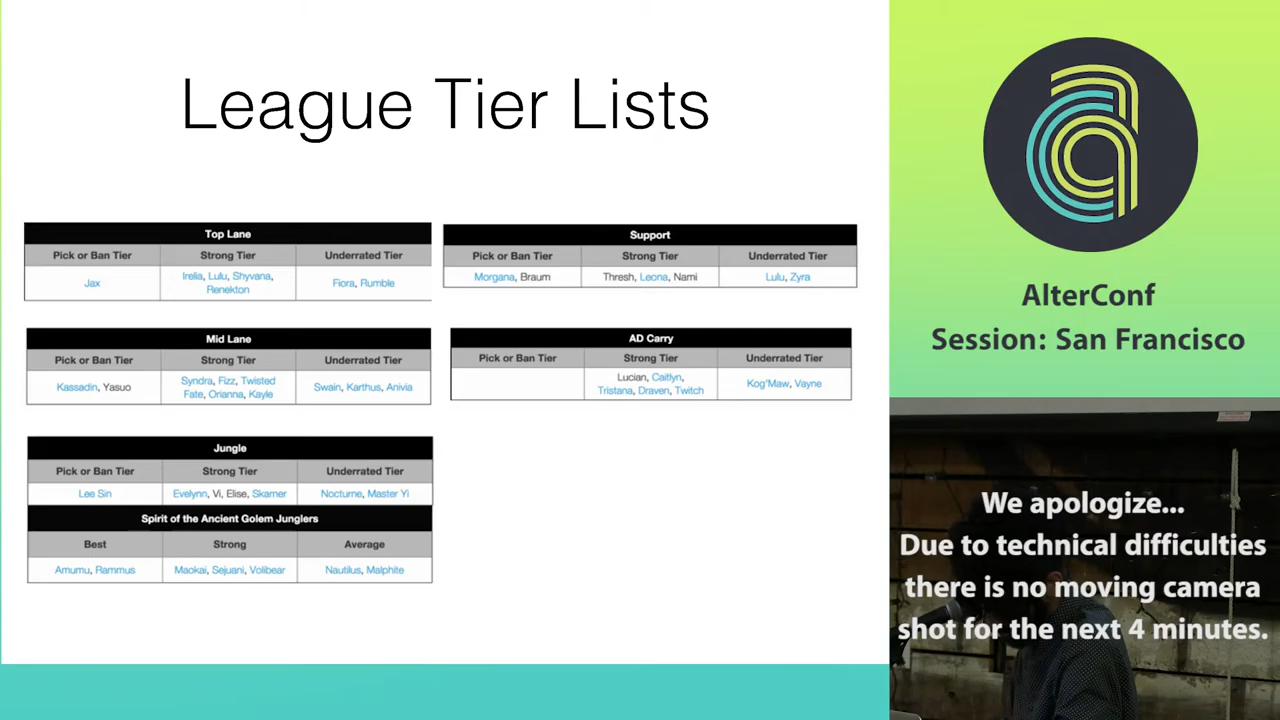 League Tier Lists
Top Lane
Pick or Ban Tier Strong Tier Underrated Tier
Jax
Irelia, Lulu, Shyvana,
Renekton
Fiora, Rumble
Support
Pick or Ban Tier Strong Tier Underrated Tier
Morgana, Braum Thresh, Leona, Nami Lulu, Zyra
Mid Lane
Pick or Ban Tier Strong Tier Underrated Tier
Kassadin, Yasuo
Syndra, Fizz, Twisted
Fate, Orianna, Kayle
Swain, Karthus, Anivia
AD Carry
Pick or Ban Tier Strong Tier Underrated Tier
Lucian, Caitlyn,
Tristana, Draven, Twitch
Kog'Maw, Vayne
Jungle
Pick or Ban Tier Strong Tier Underrated Tier
Lee Sin Evelynn, Vi, Elise, Skarner Nocturne, Master Yi
Spirit of the Ancient Golem Junglers
Best Strong Average
Amumu, Rammus Maokai, Sejuani, Volibear Nautilus, Malphite
AlterConf
Session: San Francisco
We apologize...
Due to technical difficulties
there is no moving camera
shot for the next 4 minutes.